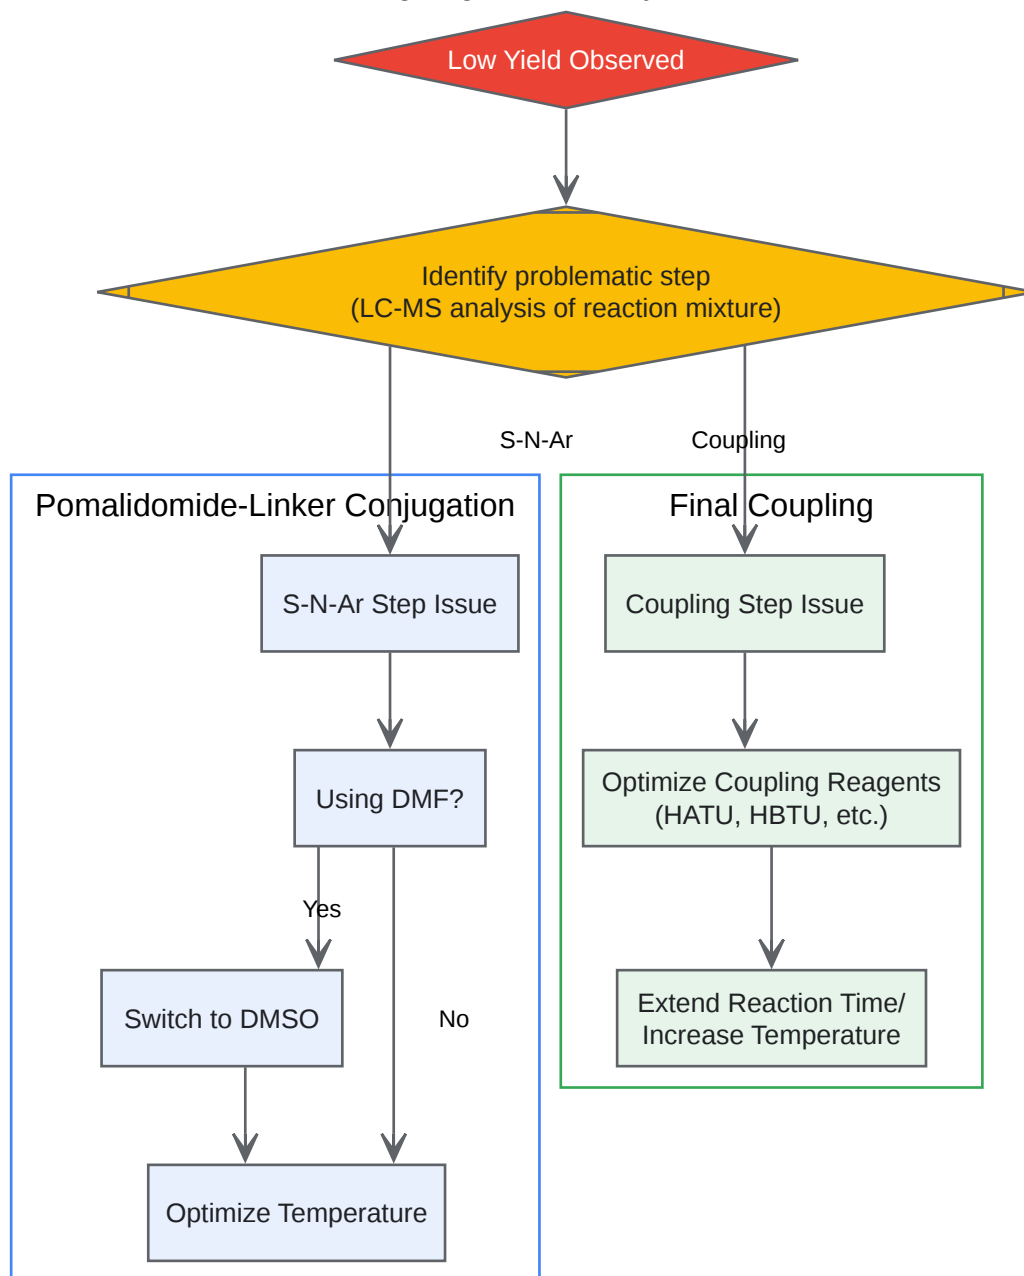 Low Yield Observed
Identify problematic step
(LC-MS analysis of reaction mixture)
S-N-Ar
Coupling
Pomalidomide-Linker Conjugation
Final Coupling
S-N-Ar Step Issue
Coupling Step Issue
Using DMF?
Optimize Coupling Reagents
(HATU, HBTU, etc.)
Yes
Switch to DMSO
No
Extend Reaction Time/
Increase Temperature
Optimize Temperature